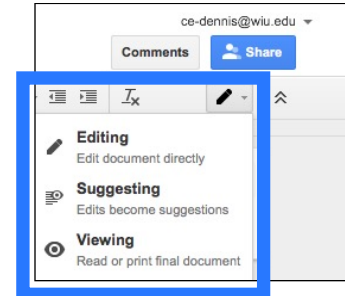 ce-dennis@wiu.edu
Comments Share
Editing
Edit document directly
Suggesting
Edits become suggestions
Viewing
Read or print final document